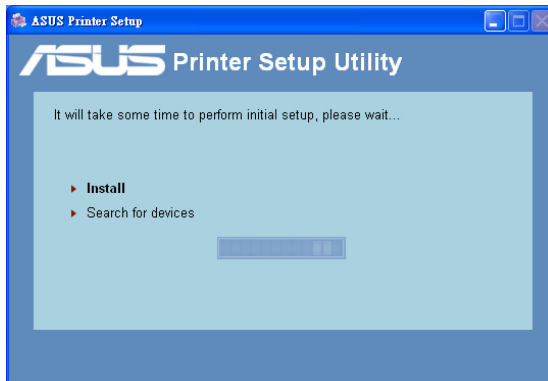 ASUS Printer Setup
ASUS Printer Setup Utility
It will take some time to perform initial setup, please wait...
Install
Search for devices